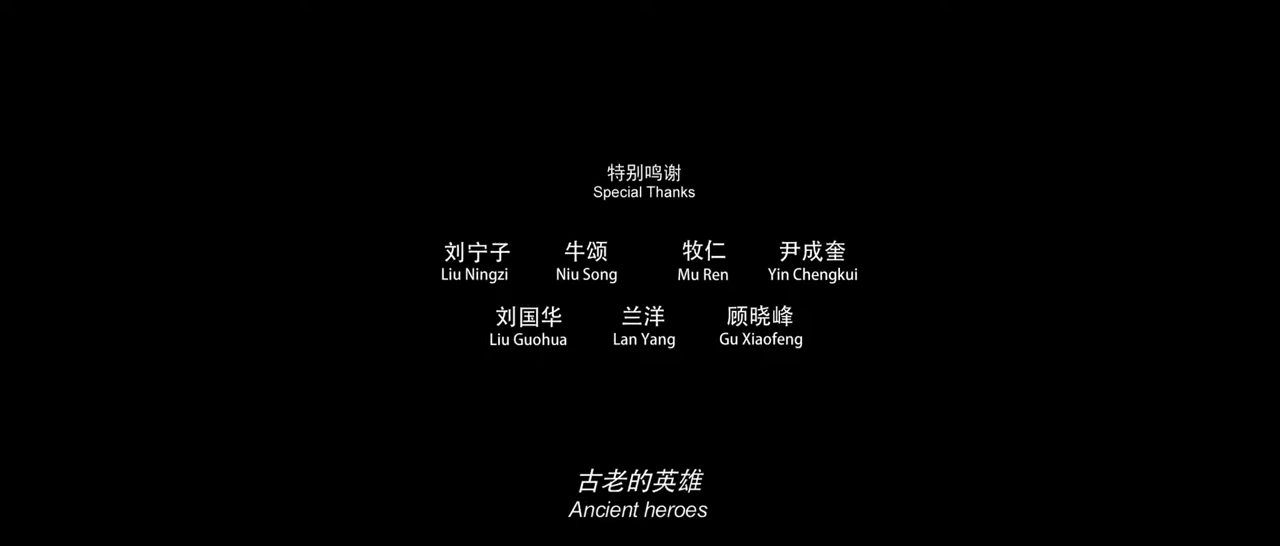 特别鸣谢
Special Thanks
刘宁子 牛颂 牧仁 尹成奎
Liu Ningzi Niu Song Mu Ren Yin Chengkui
刘国华 兰洋 顾晓峰
Liu Guohua Lan Yang Gu Xiaofeng
古老的英雄
Ancient heroes